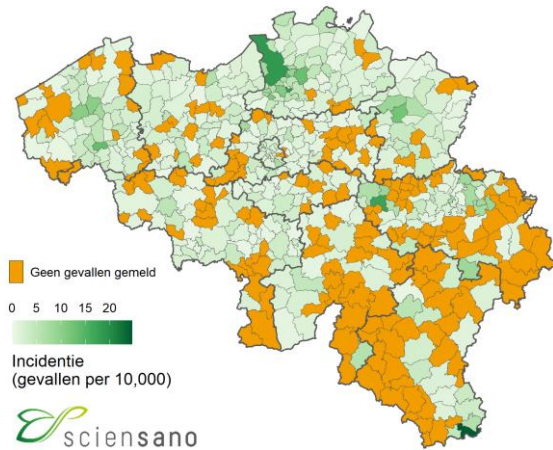 Geen gevallen gemeld
0 5 10 15 20
Incidentie
(gevallen per 10,000)
sciensano